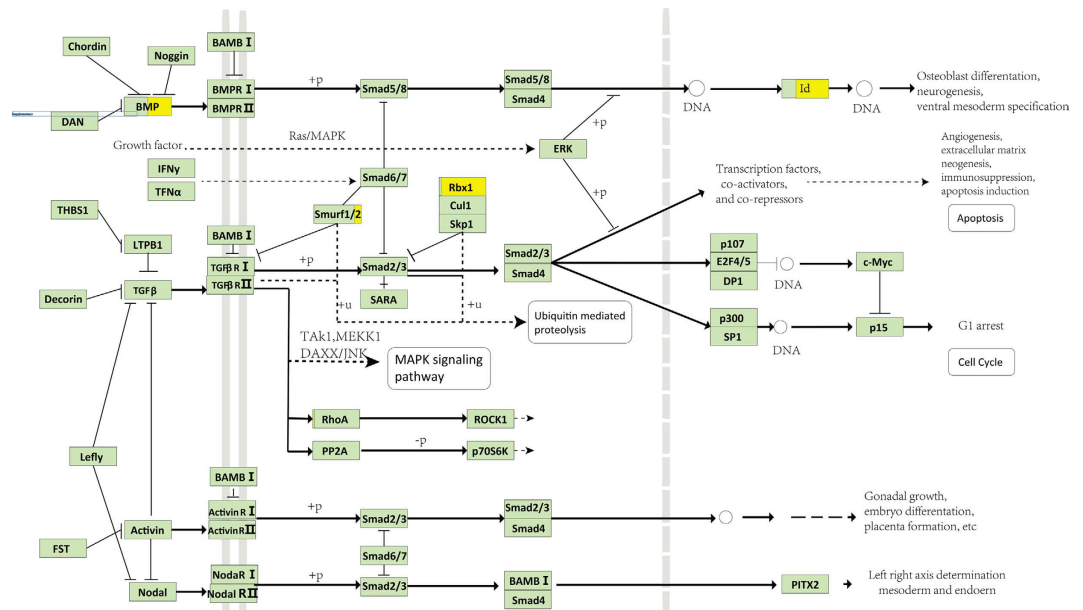 BAMB I
Chordin
Noggin
BMPR I
BMPR II
+p
Smad5/8
Smad5/8
Smad4
BMP
DAN
DNA
Id
DNA
Osteoblast differentiation,
neurogenesis,
ventral mesoderm specification
Growth factor
Ras/MAPK
ERK
+p
+p
IFNγ
TFNα
Smad6/7
Rbx1
Cul1
Skp1
Smurf1/2
Transcription factors,
co-activators,
and co-repressors
Angiogenesis,
extracellular matrix
neogenesis,
immunosuppression,
apoptosis induction
Apoptosis
THBS1
LTPB1
BAMB I
TGFβR I
TGFβR II
+p
Smad2/3
SARA
Smad2/3
Smad4
p107
E2F4/5
DP1
DNA
c-Myc
Decorin
TGFβ
+u
+u
Ubiquitin mediated
proteolysis
p300
SP1
DNA
p15
G1 arrest
Cell Cycle
TAk1,MEKK1
DAXX/JNK
MAPK signaling
pathway
RhoA
ROCK1
PP2A
-p
p70S6K
Lefly
BAMB I
Activin
ActivinR I
ActivinR II
+p
Smad2/3
Smad2/3
Smad4
Gonadal growth,
embryo differentiation,
placenta formation, etc
FST
Smad6/7
Nodal
NodaR I
Nodal RII
+p
Smad2/3
BAMB I
Smad4
PITX2
Left right axis determination
mesoderm and endoern